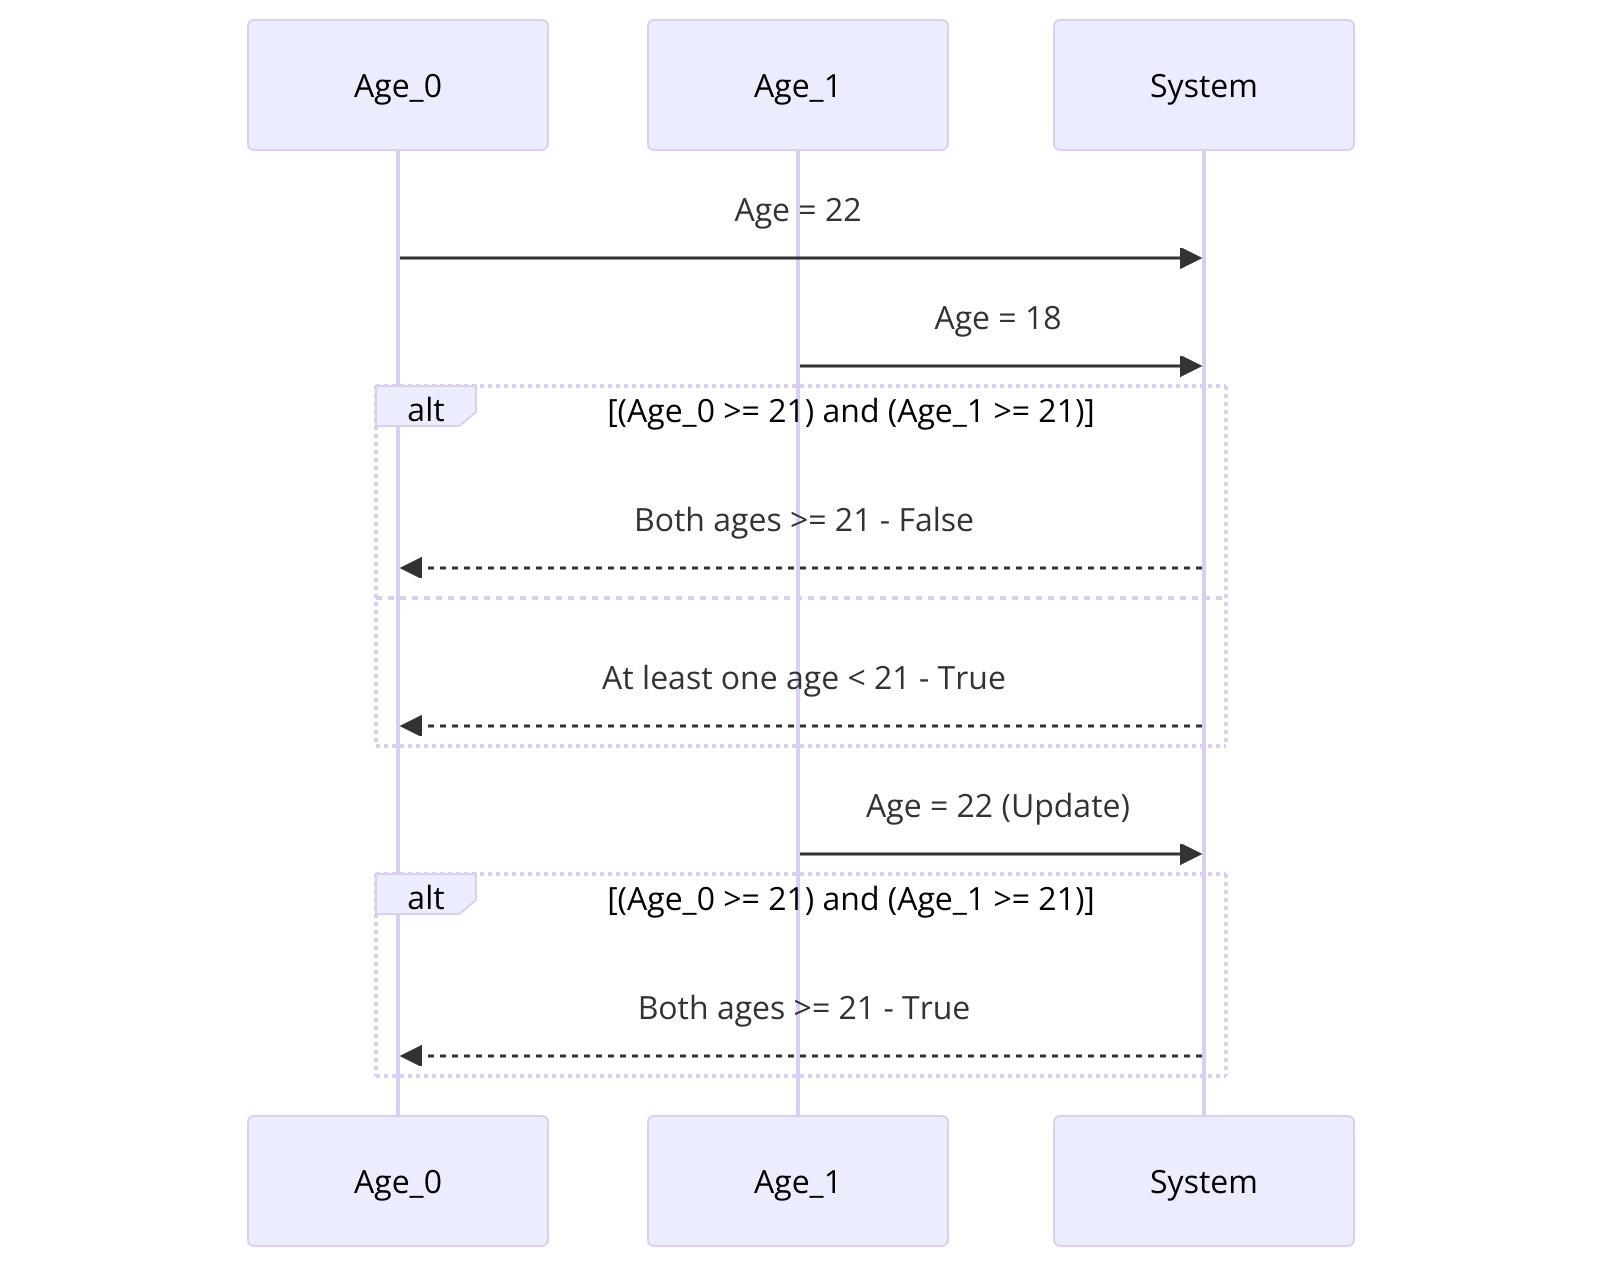 Age_0
Age_1
System
Age = 22
Age = 18
alt
[(Age_0 >= 21) and (Age_1 >= 21)]
Both ages >= 21 - False
At least one age < 21 - True
Age = 22 (Update)
alt
[(Age_0 >= 21) and (Age_1 >= 21)]
Both ages >= 21 - True
Age_0
Age_1
System